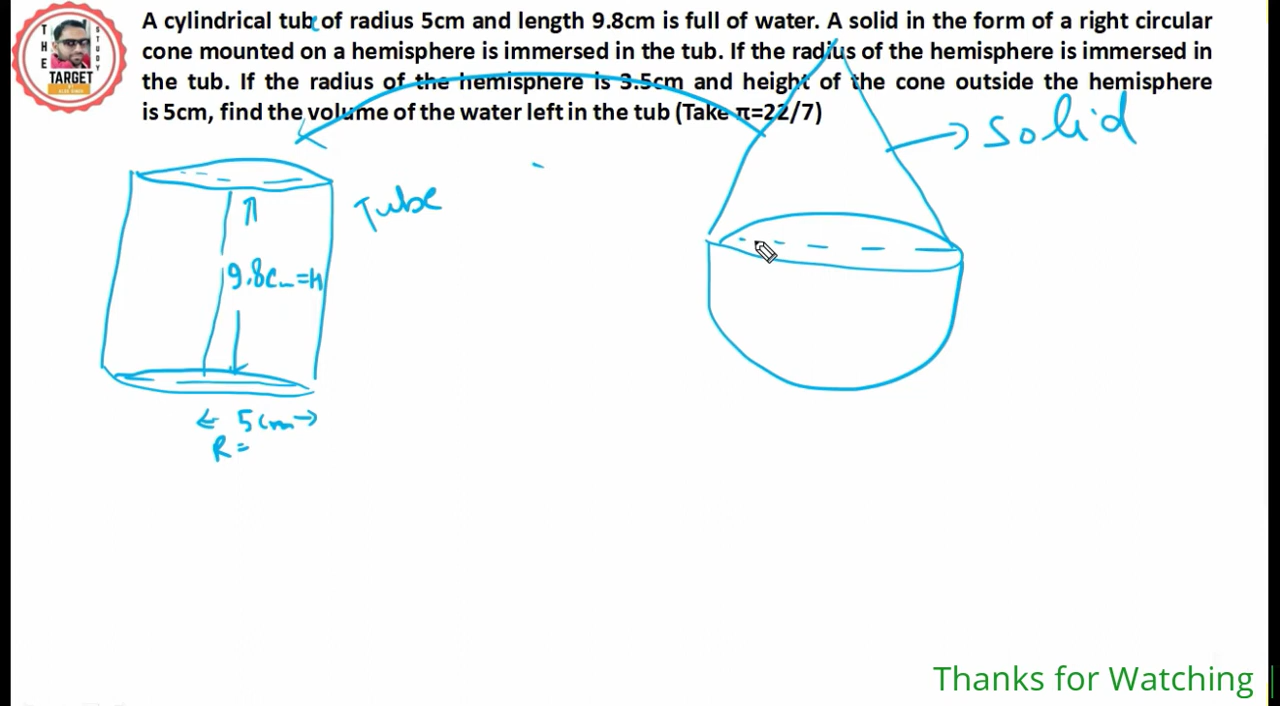 A cylindrical tube of radius 5cm and length 9.8cm is full of water. A solid in the form of a right circular
cone mounted on a hemisphere is immersed in the tub. If the radius of the hemisphere is immersed in
the tub. If the radius of the hemisphere is 3.5cm and height of the cone outside the hemisphere
is 5cm, find the volume of the water left in the tub (Take π=22/7)
THE
STUDY
TARGET
solid
Tube
9.8cm=h
5cm
R=
Thanks for Watching